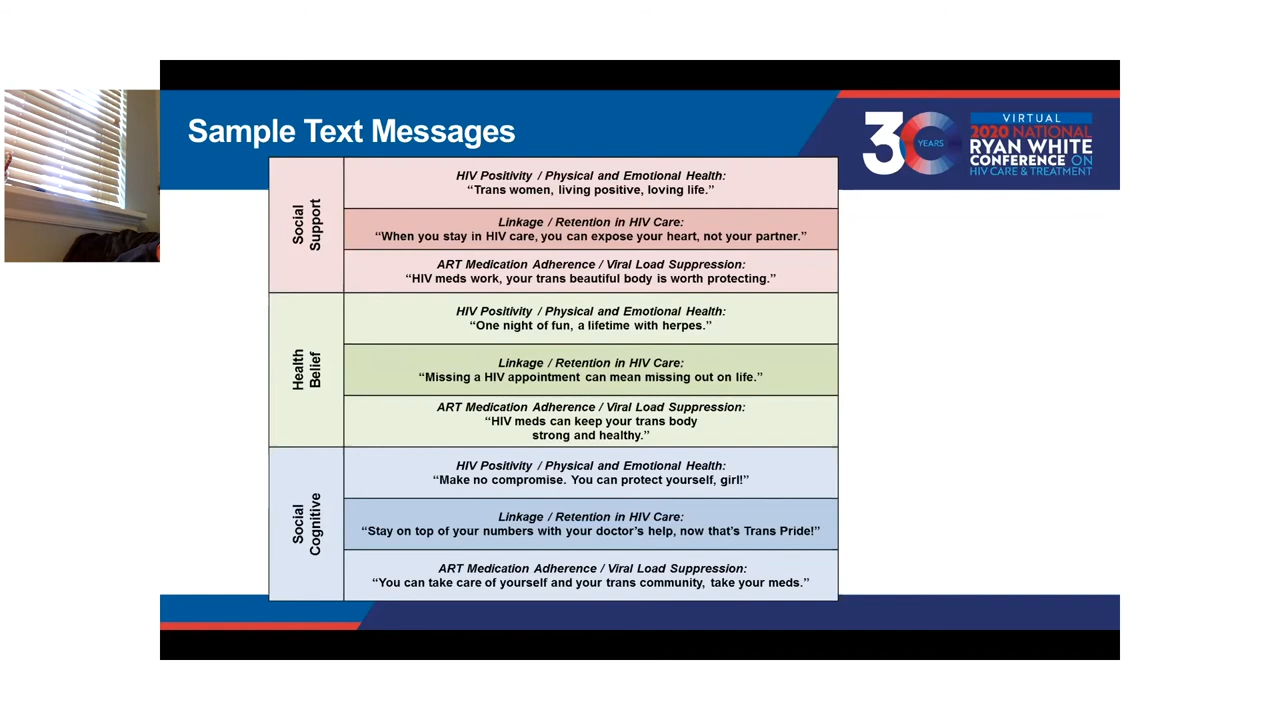 Sample Text Messages
30 YEARS
VIRTUAL
2020 NATIONAL
RYAN WHITE
CONFERENCE ON
HIV CARE & TREATMENT
Social
Support
HIV Positivity / Physical and Emotional Health:
“Trans women, living positive, loving life.”
Linkage / Retention in HIV Care:
“When you stay in HIV care, you can expose your heart, not your partner.”
ART Medication Adherence / Viral Load Suppression:
“HIV meds work, your trans beautiful body is worth protecting.”
Health
Belief
HIV Positivity / Physical and Emotional Health:
“One night of fun, a lifetime with herpes.”
Linkage / Retention in HIV Care:
“Missing a HIV appointment can mean missing out on life.”
ART Medication Adherence / Viral Load Suppression:
“HIV meds can keep your trans body
strong and healthy.”
Social
Cognitive
HIV Positivity / Physical and Emotional Health:
“Make no compromise. You can protect yourself, girl!”
Linkage / Retention in HIV Care:
“Stay on top of your numbers with your doctor’s help, now that’s Trans Pride!”
ART Medication Adherence / Viral Load Suppression:
“You can take care of yourself and your trans community, take your meds.”